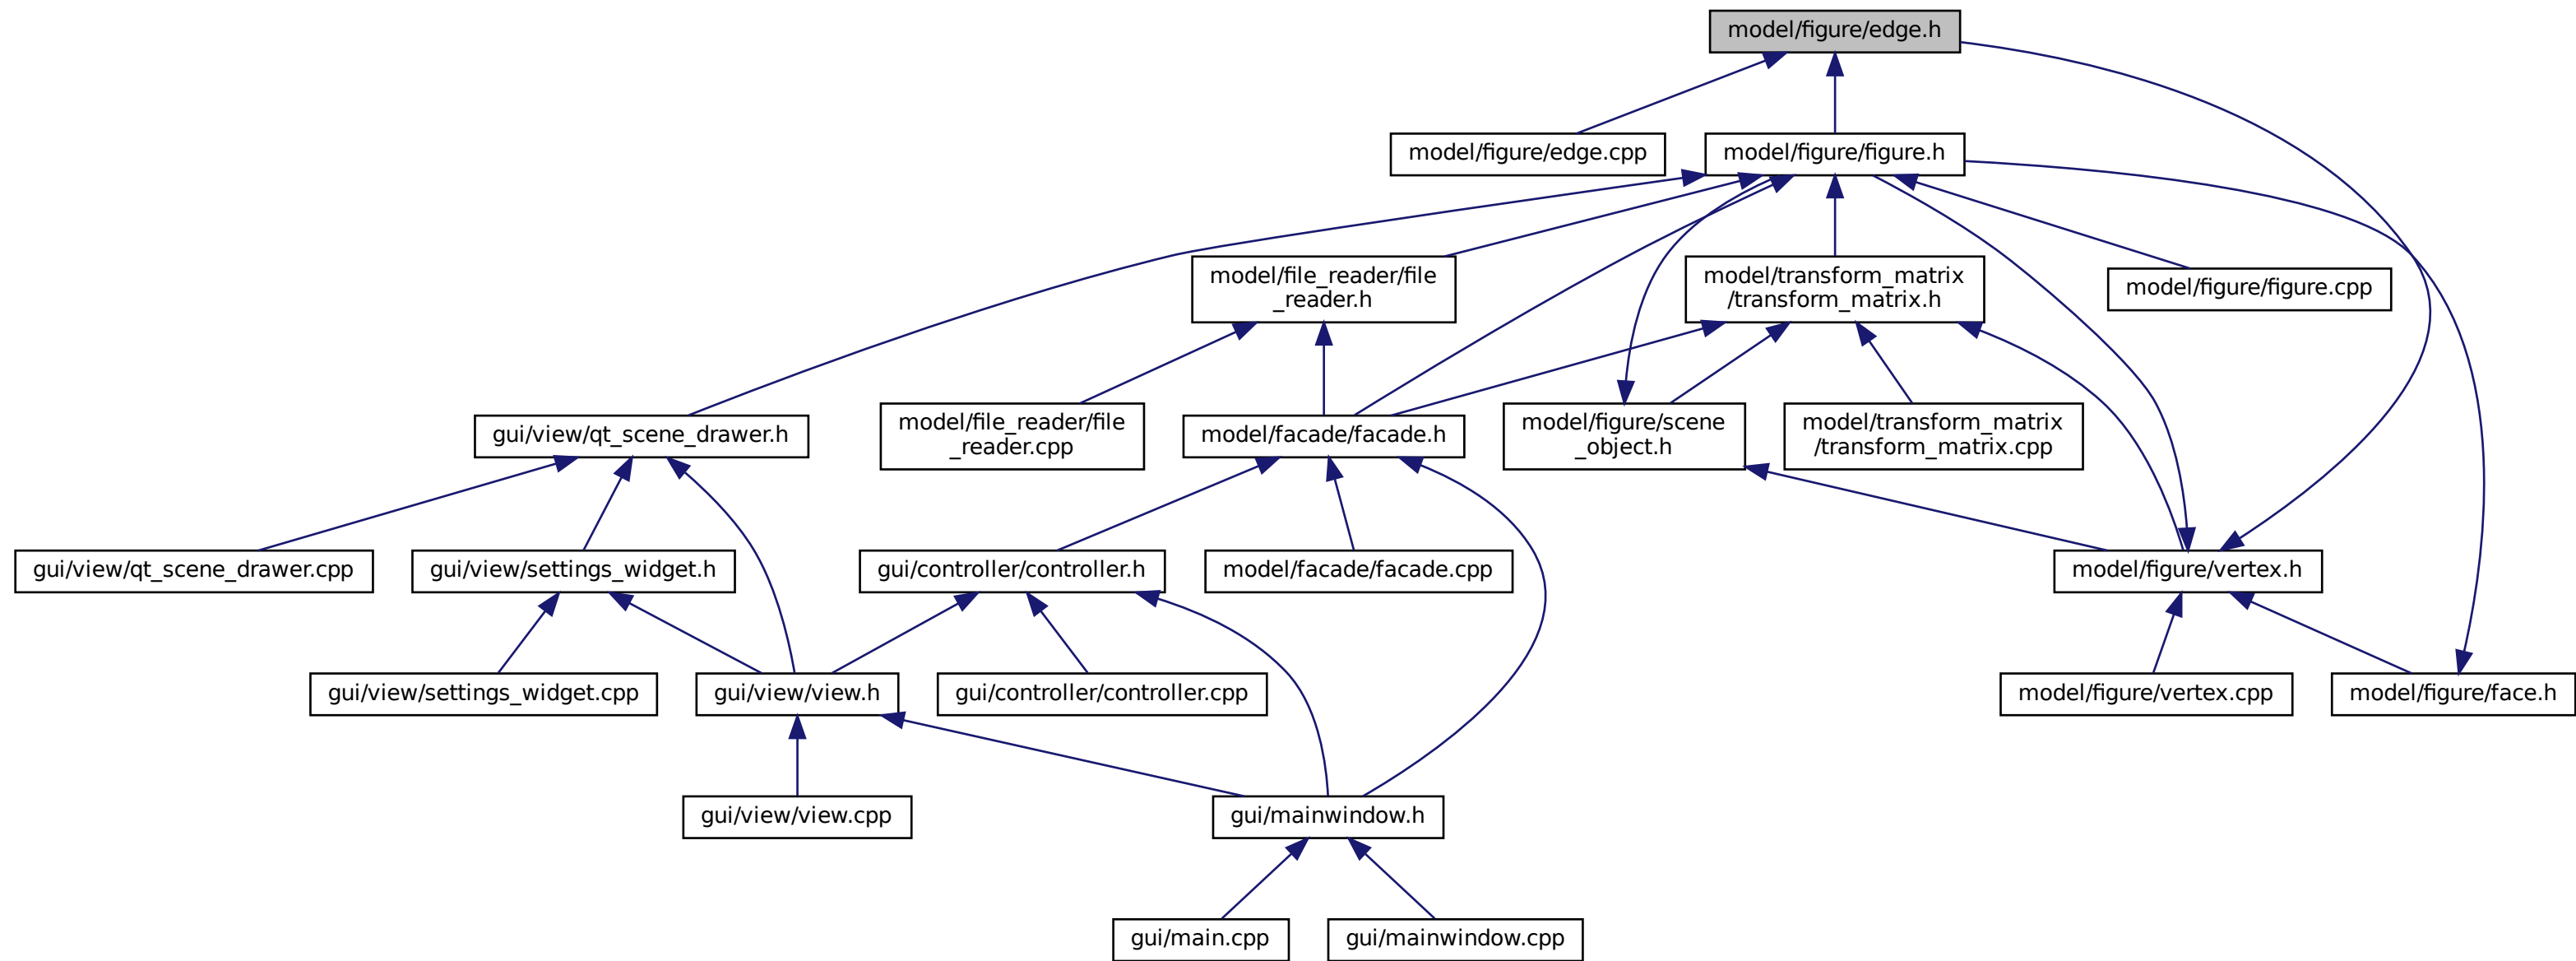 model/figure/edge.h
model/figure/edge.cpp
model/figure/figure.h
model/file_reader/file
_reader.h
model/transform_matrix
/transform_matrix.h
model/figure/figure.cpp
gui/view/qt_scene_drawer.h
model/file_reader/file
_reader.cpp
model/facade/facade.h
model/figure/scene
_object.h
model/transform_matrix
/transform_matrix.cpp
gui/view/qt_scene_drawer.cpp
gui/view/settings_widget.h
gui/controller/controller.h
model/facade/facade.cpp
model/figure/vertex.h
gui/view/settings_widget.cpp
gui/view/view.h
gui/controller/controller.cpp
model/figure/vertex.cpp
model/figure/face.h
gui/view/view.cpp
gui/mainwindow.h
gui/main.cpp
gui/mainwindow.cpp